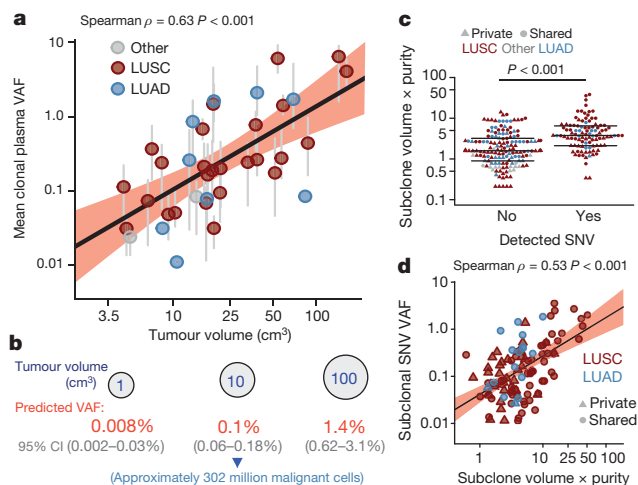 a
Spearman ρ = 0.63 P < 0.001
Mean clonal plasma VAF
10
1.0
0.1
0.01
Other
LUSC
LUAD
3.5 10 25 50 100
Tumour volume (cm³)
b
Tumour volume
(cm³)
1 10 100
Predicted VAF:
0.008% 0.1% 1.4%
95% CI (0.002–0.03%) (0.06–0.18%) (0.62–3.1%)
(Approximately 302 million malignant cells)
c
Private Shared
LUSC Other LUAD
P < 0.001
Subclone volume × purity
100
50
25
10
5
1
0.5
0.1
No Yes
Detected SNV
d
Spearman ρ = 0.53 P < 0.001
Subclonal SNV VAF
10
1.0
0.1
0.01
LUSC
LUAD
Private
Shared
1 10 25 50 100
Subclone volume × purity